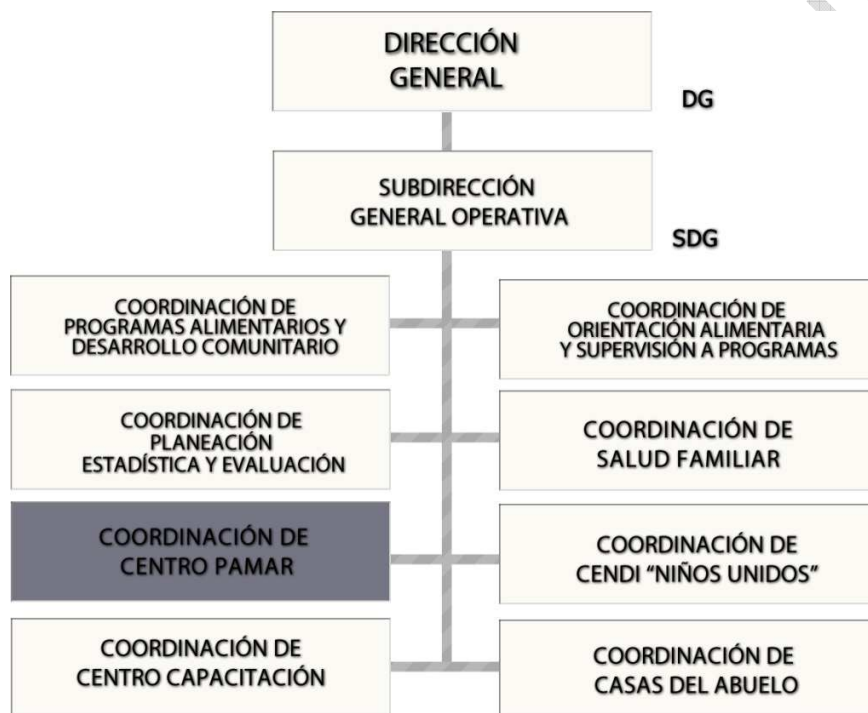 DIRECCIÓN
GENERAL
DG
SUBDIRECCIÓN
GENERAL OPERATIVA
SDG
COORDINACIÓN DE
PROGRAMAS ALIMENTARIOS Y
DESARROLLO COMUNITARIO
COORDINACIÓN DE
ORIENTACIÓN ALIMENTARIA
Y SUPERVISIÓN A PROGRAMAS
COORDINACIÓN DE
PLANEACIÓN
ESTADÍSTICA Y EVALUACIÓN
COORDINACIÓN DE
SALUD FAMILIAR
COORDINACIÓN DE
CENTRO PAMAR
COORDINACIÓN DE
CENDI “NIÑOS UNIDOS”
COORDINACIÓN DE
CENTRO CAPACITACIÓN
COORDINACIÓN DE
CASAS DEL ABUELO